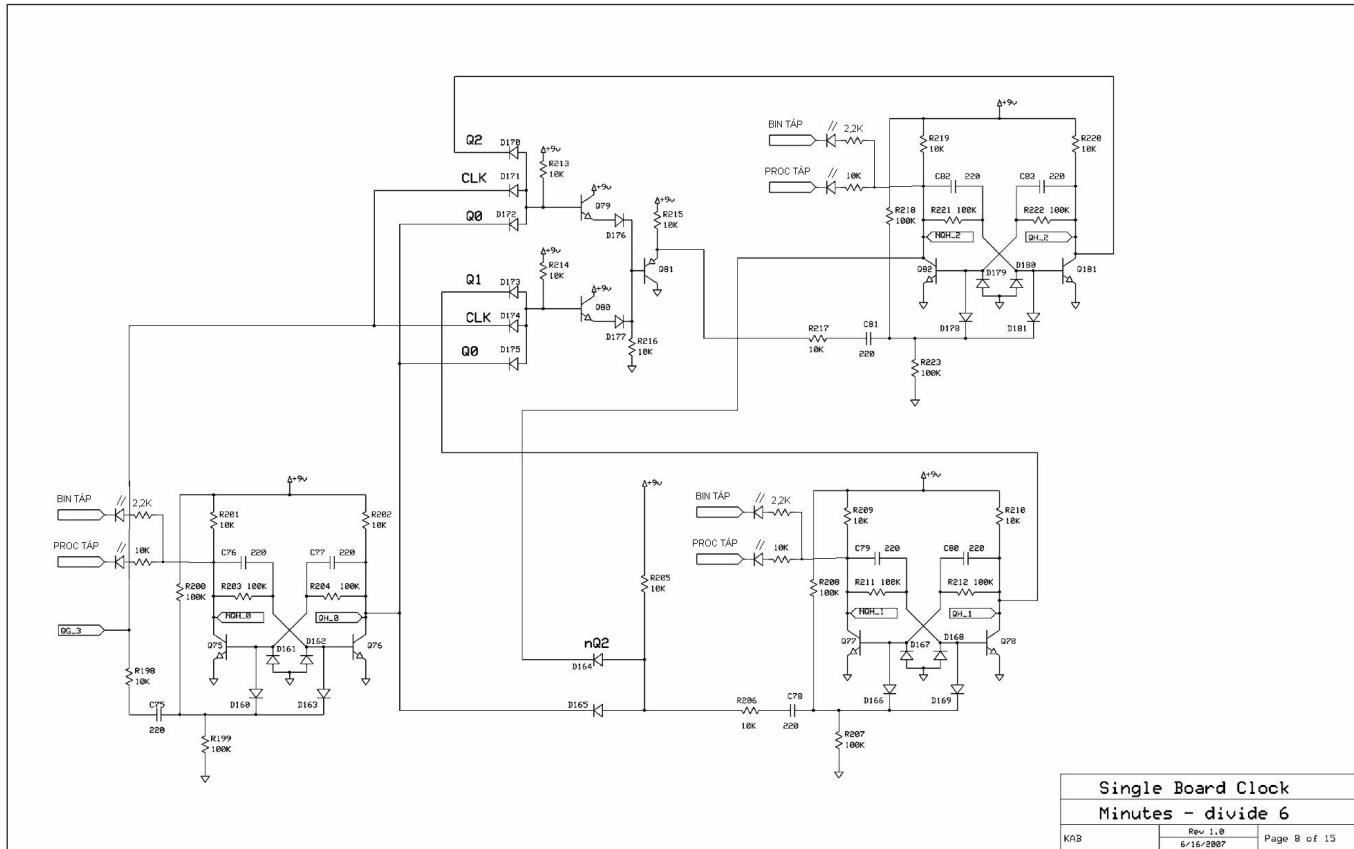 Q2
D170
CLK
D171
Q0
D172
+9v
R213
10K
+9v
Q79
D176
+9v
R215
10K
Q81
+9v
R214
10K
Q1
D173
CLK
D174
Q0
D175
+9v
Q80
D177
R216
10K
BIN TÁP
//
2,2K
PROC TÁP
//
10K
+9v
R219
10K
R220
10K
C82
220
C83
220
R218
100K
R221 100K
R222 100K
NQH_2
QH_2
Q82
D179
D180
Q181
D178
D181
R217
10K
C81
220
R223
100K
BIN TÁP
//
2,2K
PROC TÁP
//
10K
+9v
R201
10K
R202
10K
C76
220
C77
220
R200
100K
R203 100K
R204 100K
NQH_0
QH_0
QG_3
Q75
D161
D162
Q76
R198
10K
C75
220
D160
D163
R199
100K
+9v
R205
10K
nQ2
D164
D165
R206
10K
C78
220
BIN TÁP
//
2,2K
PROC TÁP
//
10K
+9v
R209
10K
R210
10K
C79
220
C80
220
R208
100K
R211 100K
R212 100K
NQH_1
QH_1
Q77
D167
D168
Q78
D166
D169
R207
100K
Single Board Clock
Minutes - divide 6
KAB
Rev 1.0
6/16/2007
Page 8 of 15